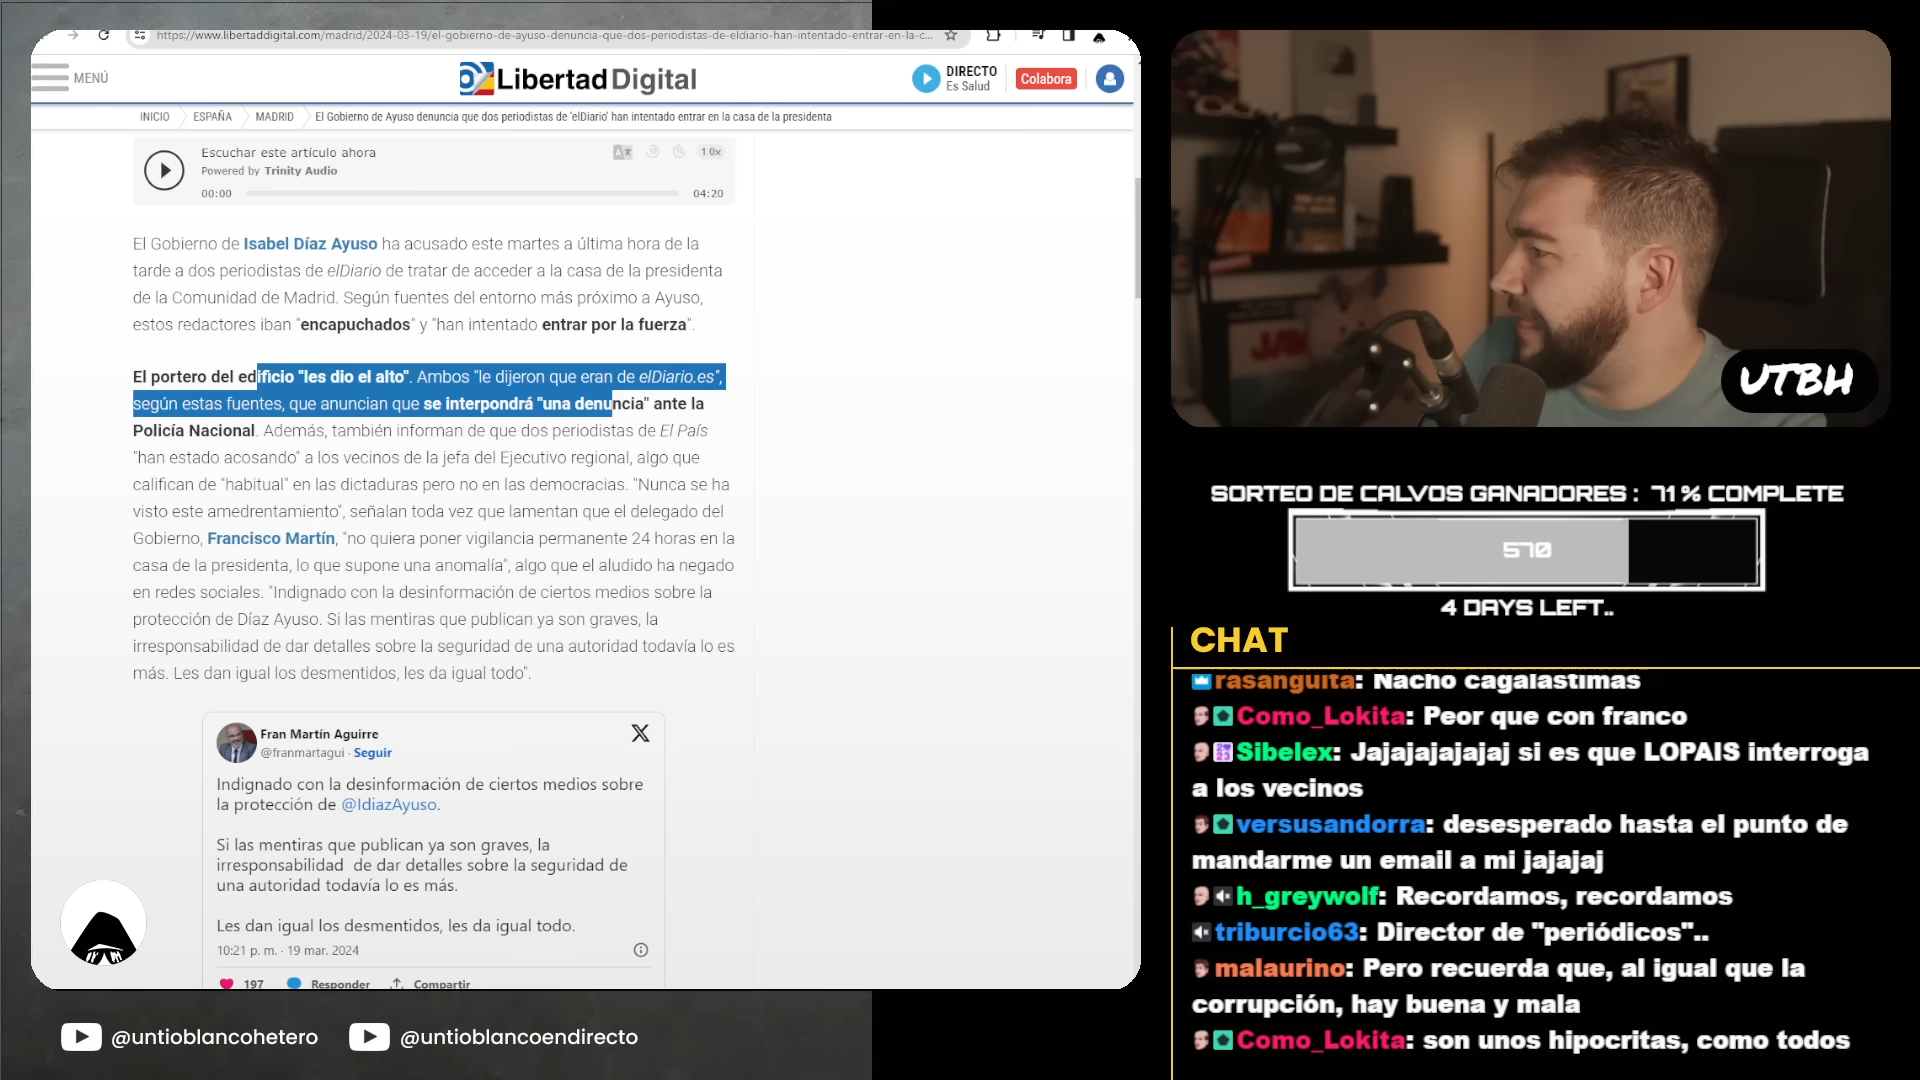 https://www.libertaddigital.com/madrid/2024-03-19/el-gobierno-de-ayuso-denuncia-que-dos-periodistas-de-eldiario-han-intentado-entrar-en-la-c...
MENÚ
LibertadDigital
DIRECTO
Es Salud
Colabora
INICIO
ESPAÑA
MADRID
El Gobierno de Ayuso denuncia que dos periodistas de 'elDiario' han intentado entrar en la casa de la presidenta
Escuchar este artículo ahora
1.0x
Powered by Trinity Audio
00:00
04:20
El Gobierno de Isabel Díaz Ayuso ha acusado este martes a última hora de la
tarde a dos periodistas de elDiario de tratar de acceder a la casa de la presidenta
de la Comunidad de Madrid. Según fuentes del entorno más próximo a Ayuso,
estos redactores iban "encapuchados" y "han intentado entrar por la fuerza".
El portero del edificio "les dio el alto". Ambos "le dijeron que eran de elDiario.es",
según estas fuentes, que anuncian que se interpondrá "una denuncia" ante la
Policía Nacional. Además, también informan de que dos periodistas de El País
"han estado acosando" a los vecinos de la jefa del Ejecutivo regional, algo que
califican de "habitual" en las dictaduras pero no en las democracias. "Nunca se ha
visto este amedrentamiento", señalan toda vez que lamentan que el delegado del
Gobierno, Francisco Martín, "no quiera poner vigilancia permanente 24 horas en la
casa de la presidenta, lo que supone una anomalía", algo que el aludido ha negado
en redes sociales. "Indignado con la desinformación de ciertos medios sobre la
protección de Díaz Ayuso. Si las mentiras que publican ya son graves, la
irresponsabilidad de dar detalles sobre la seguridad de una autoridad todavía lo es
más. Les dan igual los desmentidos, les da igual todo".
Fran Martín Aguirre
@franmartagui · Seguir
Indignado con la desinformación de ciertos medios sobre
la protección de @IdiazAyuso.
Si las mentiras que publican ya son graves, la
irresponsabilidad  de dar detalles sobre la seguridad de
una autoridad todavía lo es más.
Les dan igual los desmentidos, les da igual todo.
10:21 p. m. · 19 mar. 2024
197
Responder
Compartir
@untioblancohetero
@untioblancoendirecto
UTBH
SORTEO DE CALVOS GANADORES : 71% COMPLETE
570
4 DAYS LEFT..
CHAT
rasanguita: Nacho cagalastimas
Como_Lokita: Peor que con franco
Sibelex: Jajajajajajaj si es que LOPAIS interroga
a los vecinos
versusandorra: desesperado hasta el punto de
mandarme un email a mi jajajaj
h_greywolf: Recordamos, recordamos
triburcio63: Director de "periódicos"..
malaurino: Pero recuerda que, al igual que la
corrupción, hay buena y mala
Como_Lokita: son unos hipocritas, como todos